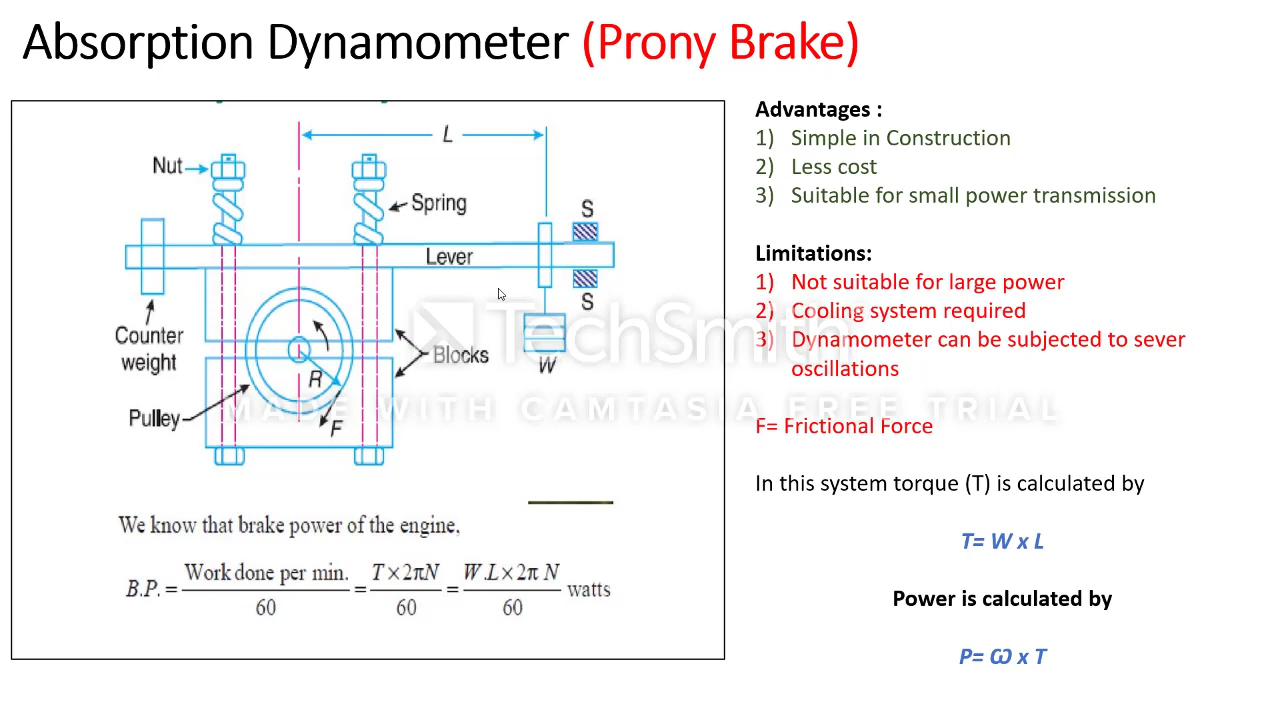 Absorption Dynamometer (Prony Brake)
L
Nut
Spring
S
Lever
S
Counter
weight
Blocks
R
W
Pulley
F
We know that brake power of the engine,
B.P. = Work done per min. / 60 = T × 2πN / 60 = W.L × 2π N / 60 watts
Advantages :
1) Simple in Construction
2) Less cost
3) Suitable for small power transmission
Limitations:
1) Not suitable for large power
2) Cooling system required
3) Dynamometer can be subjected to sever
oscillations
F= Frictional Force
In this system torque (T) is calculated by
T= W x L
Power is calculated by
P= Ѡ x T
TechSmith
MADE WITH CAMTASIA FREE TRIAL